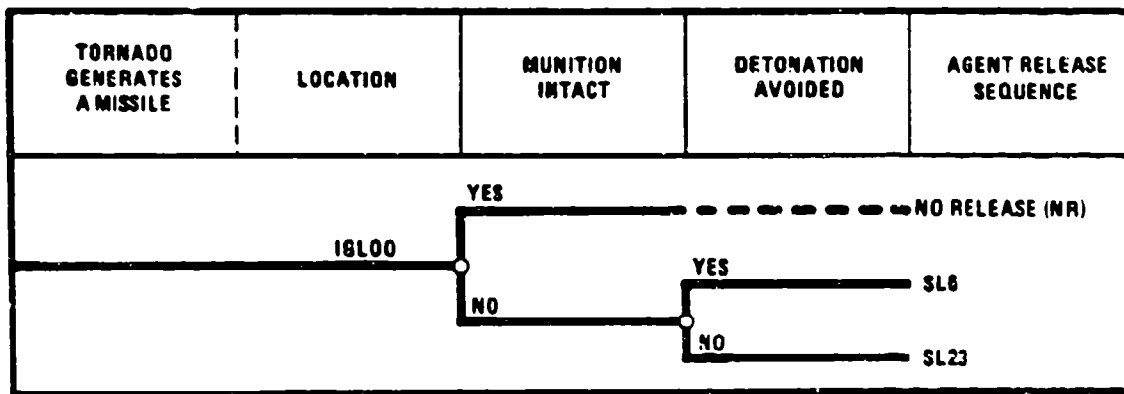 TORNADO
GENERATES
A MISSILE
LOCATION
MUNITION
INTACT
DETONATION
AVOIDED
AGENT RELEASE
SEQUENCE
YES
NO RELEASE (NR)
IGLOO
YES
SL6
NO
NO
SL23